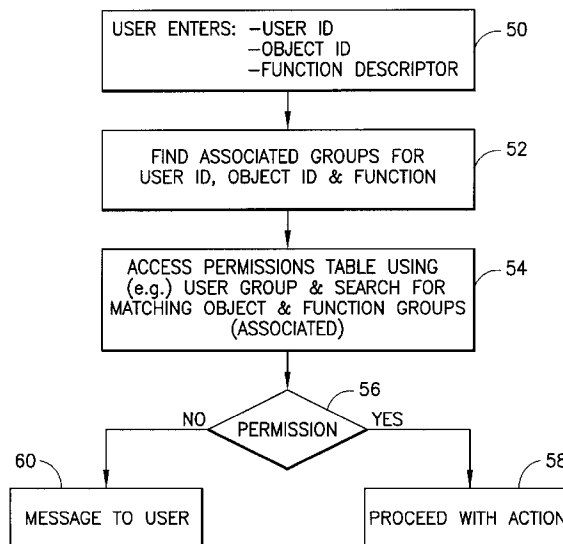 USER ENTERS: –USER ID
–OBJECT ID
–FUNCTION DESCRIPTOR
50
FIND ASSOCIATED GROUPS FOR
USER ID, OBJECT ID & FUNCTION
52
ACCESS PERMISSIONS TABLE USING
(e.g.) USER GROUP & SEARCH FOR
MATCHING OBJECT & FUNCTION GROUPS
(ASSOCIATED)
54
56
NO
PERMISSION
YES
60
58
MESSAGE TO USER
PROCEED WITH ACTION